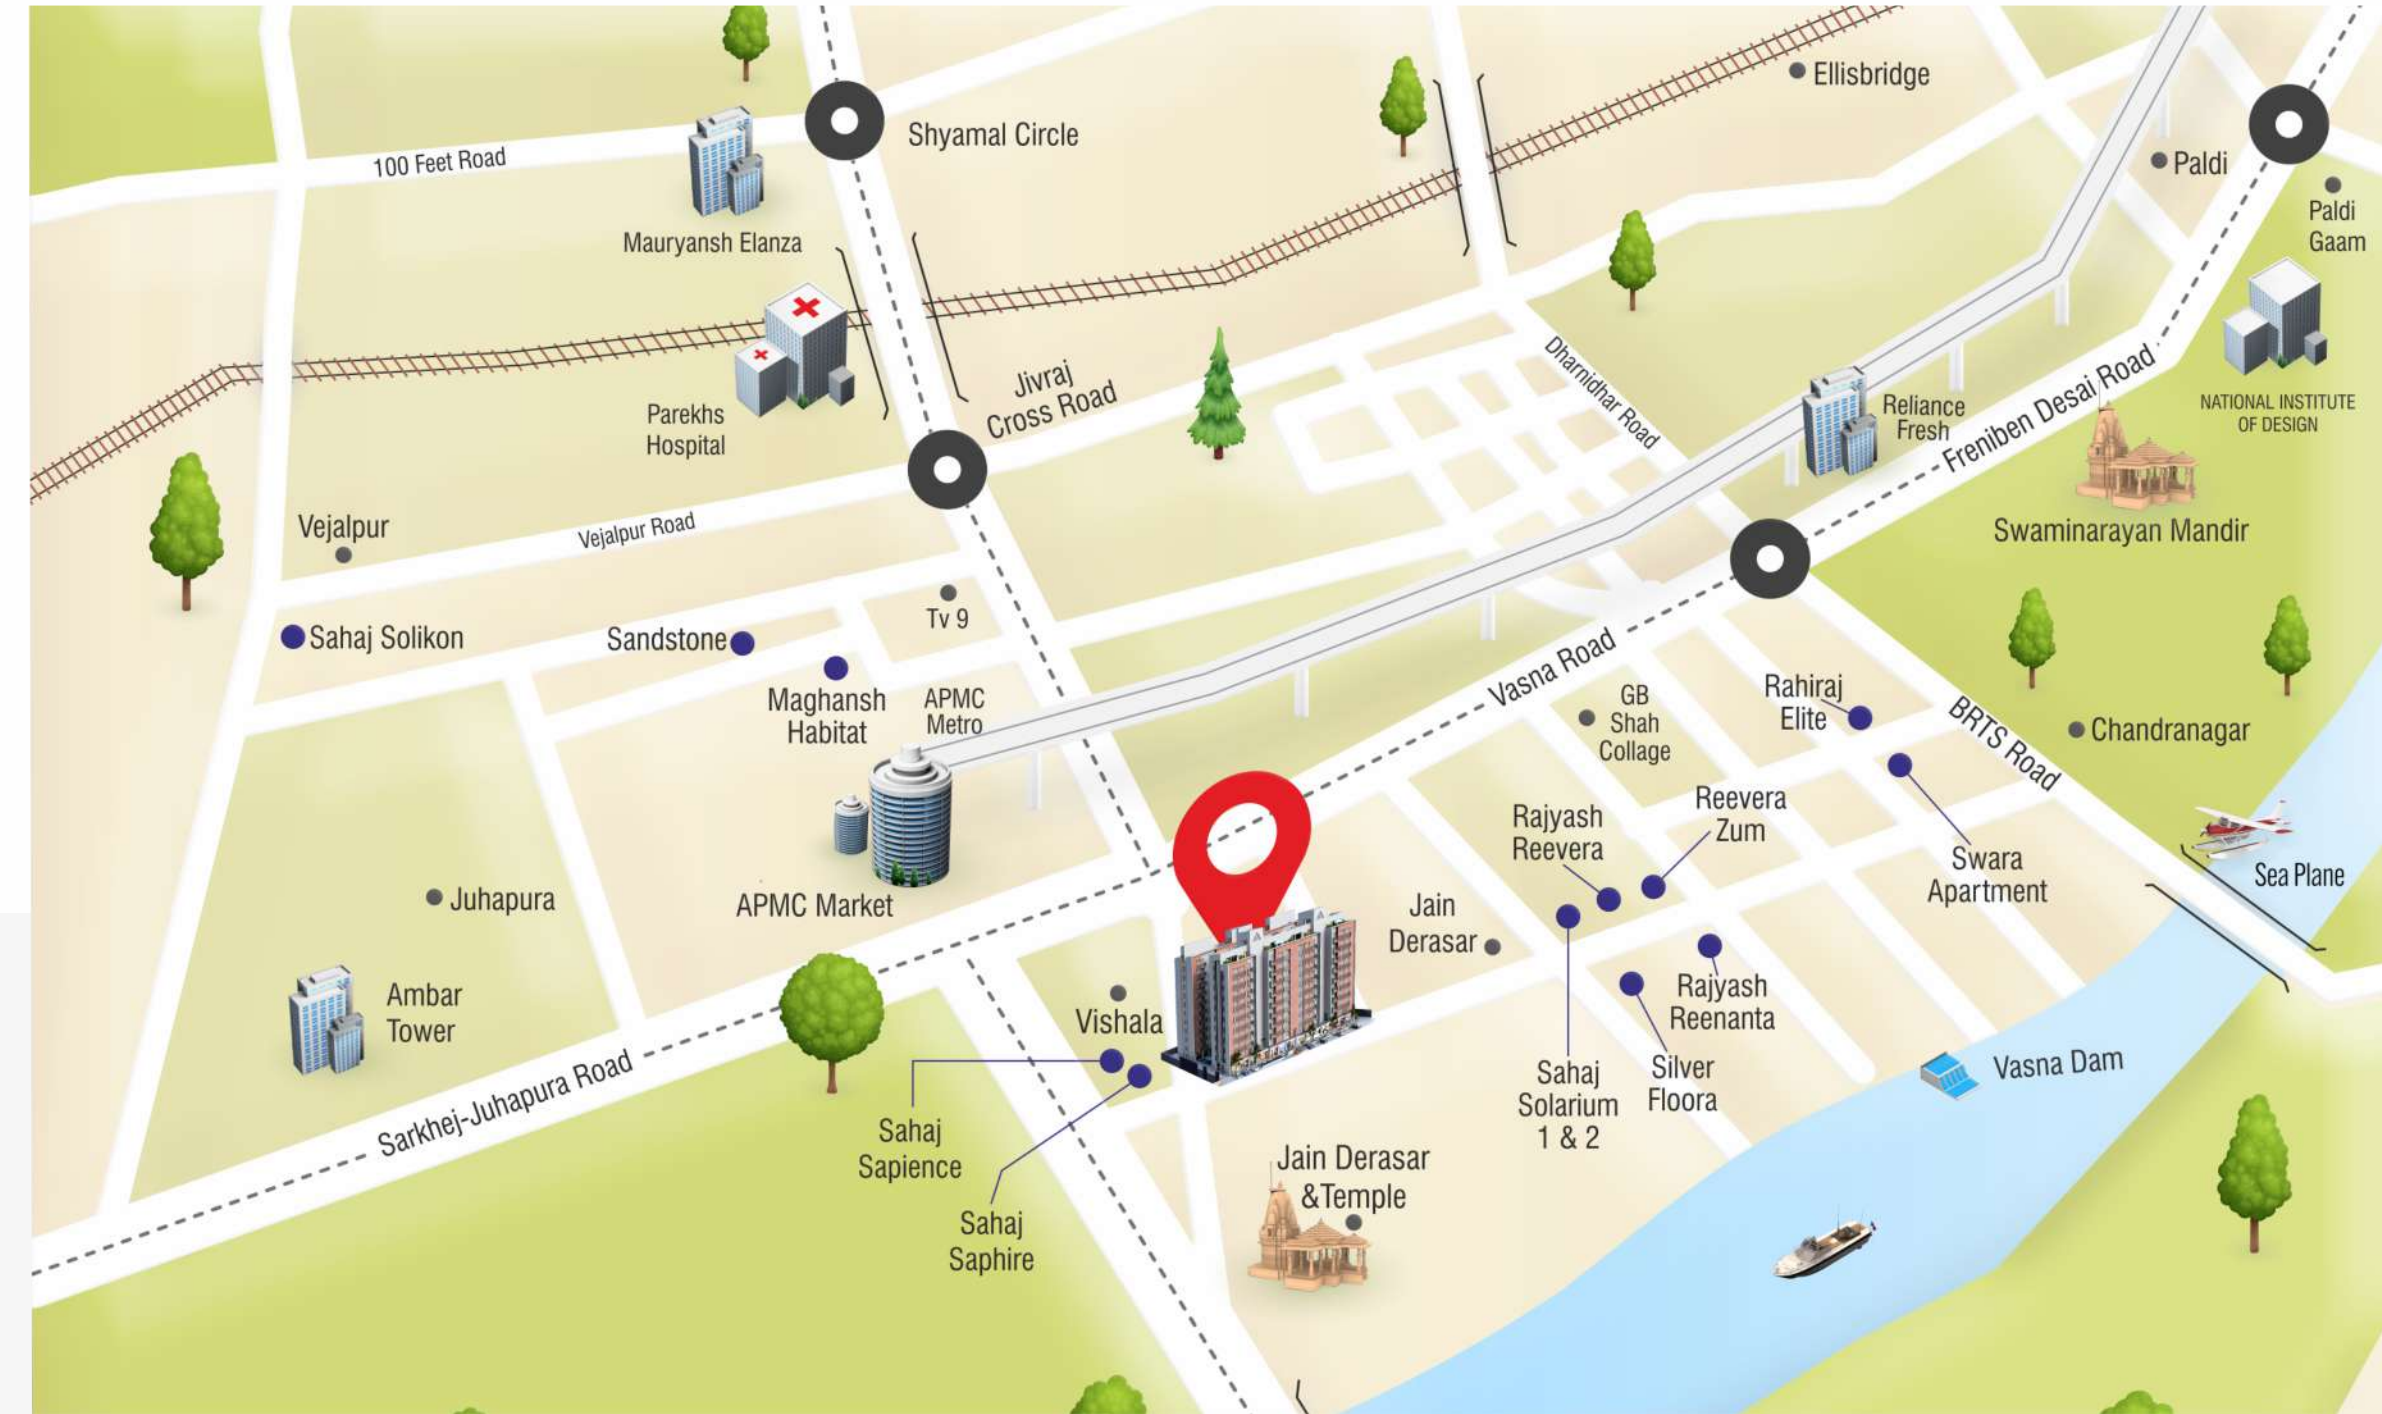 Ellisbridge
Shyamal Circle
100 Feet Road
Paldi
Paldi
Gaam
Mauryansh Elanza
Jivraj
Cross Road
Dharnidhar Road
Parekhs
Hospital
Reliance
Fresh
Freniben Desai Road
NATIONAL INSTITUTE
OF DESIGN
Vejalpur
Vejalpur Road
Swaminarayan Mandir
Tv 9
Sahaj Solikon
Sandstone
Maghansh
Habitat
APMC
Metro
Vasna Road
GB
Shah
Collage
Rahiraj
Elite
BRTS Road
Chandranagar
Rajyash
Reevera
Reevera
Zum
Swara
Apartment
Sea Plane
Juhapura
APMC Market
Jain
Derasar
Ambar
Tower
Vishala
Rajyash
Reenanta
Sarkhej-Juhapura Road
Sahaj
Solarium
1 & 2
Silver
Floora
Vasna Dam
Sahaj
Sapience
Jain Derasar
&Temple
Sahaj
Saphire